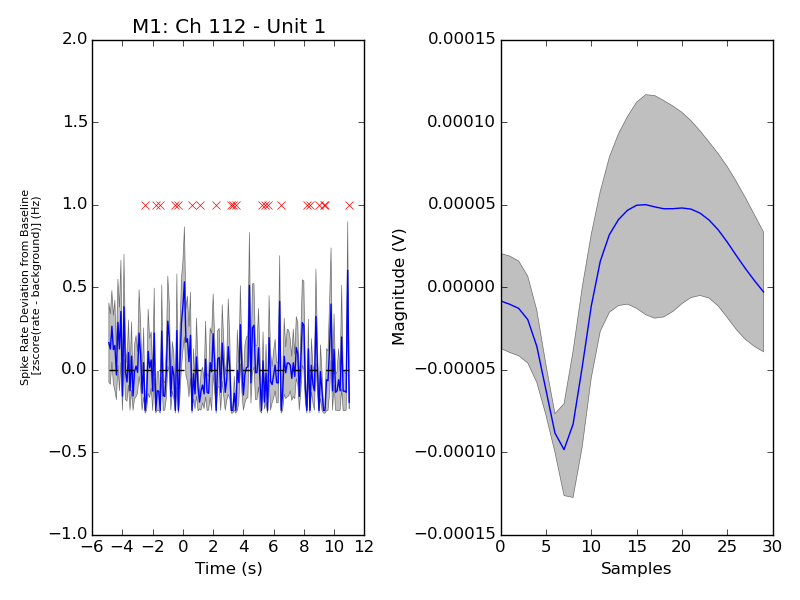 M1: Ch 112 - Unit 1
Spike Rate Deviation from Baseline
[zscore(rate - background)] (Hz)
2.0
1.5
1.0
0.5
0.0
−0.5
−1.0
−6 −4 −2 0 2 4 6 8 10 12
Time (s)
Magnitude (V)
0.00015
0.00010
0.00005
0.00000
−0.00005
−0.00010
−0.00015
0 5 10 15 20 25 30
Samples